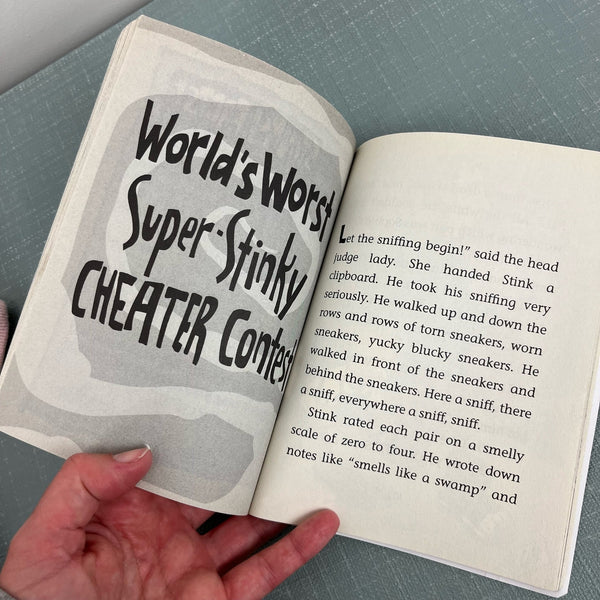 World's Worst
Super-Stinky
CHEATER Contest
Let the sniffing begin!” said the head
judge lady. She handed Stink a
clipboard. He took his sniffing very
seriously. He walked up and down the
rows and rows of torn sneakers, worn
sneakers, yucky blucky sneakers. He
walked in front of the sneakers and
behind the sneakers. Here a sniff, there
a sniff, everywhere a sniff, sniff.
Stink rated each pair on a smelly
scale of zero to four. He wrote down
notes like “smells like a swamp” and